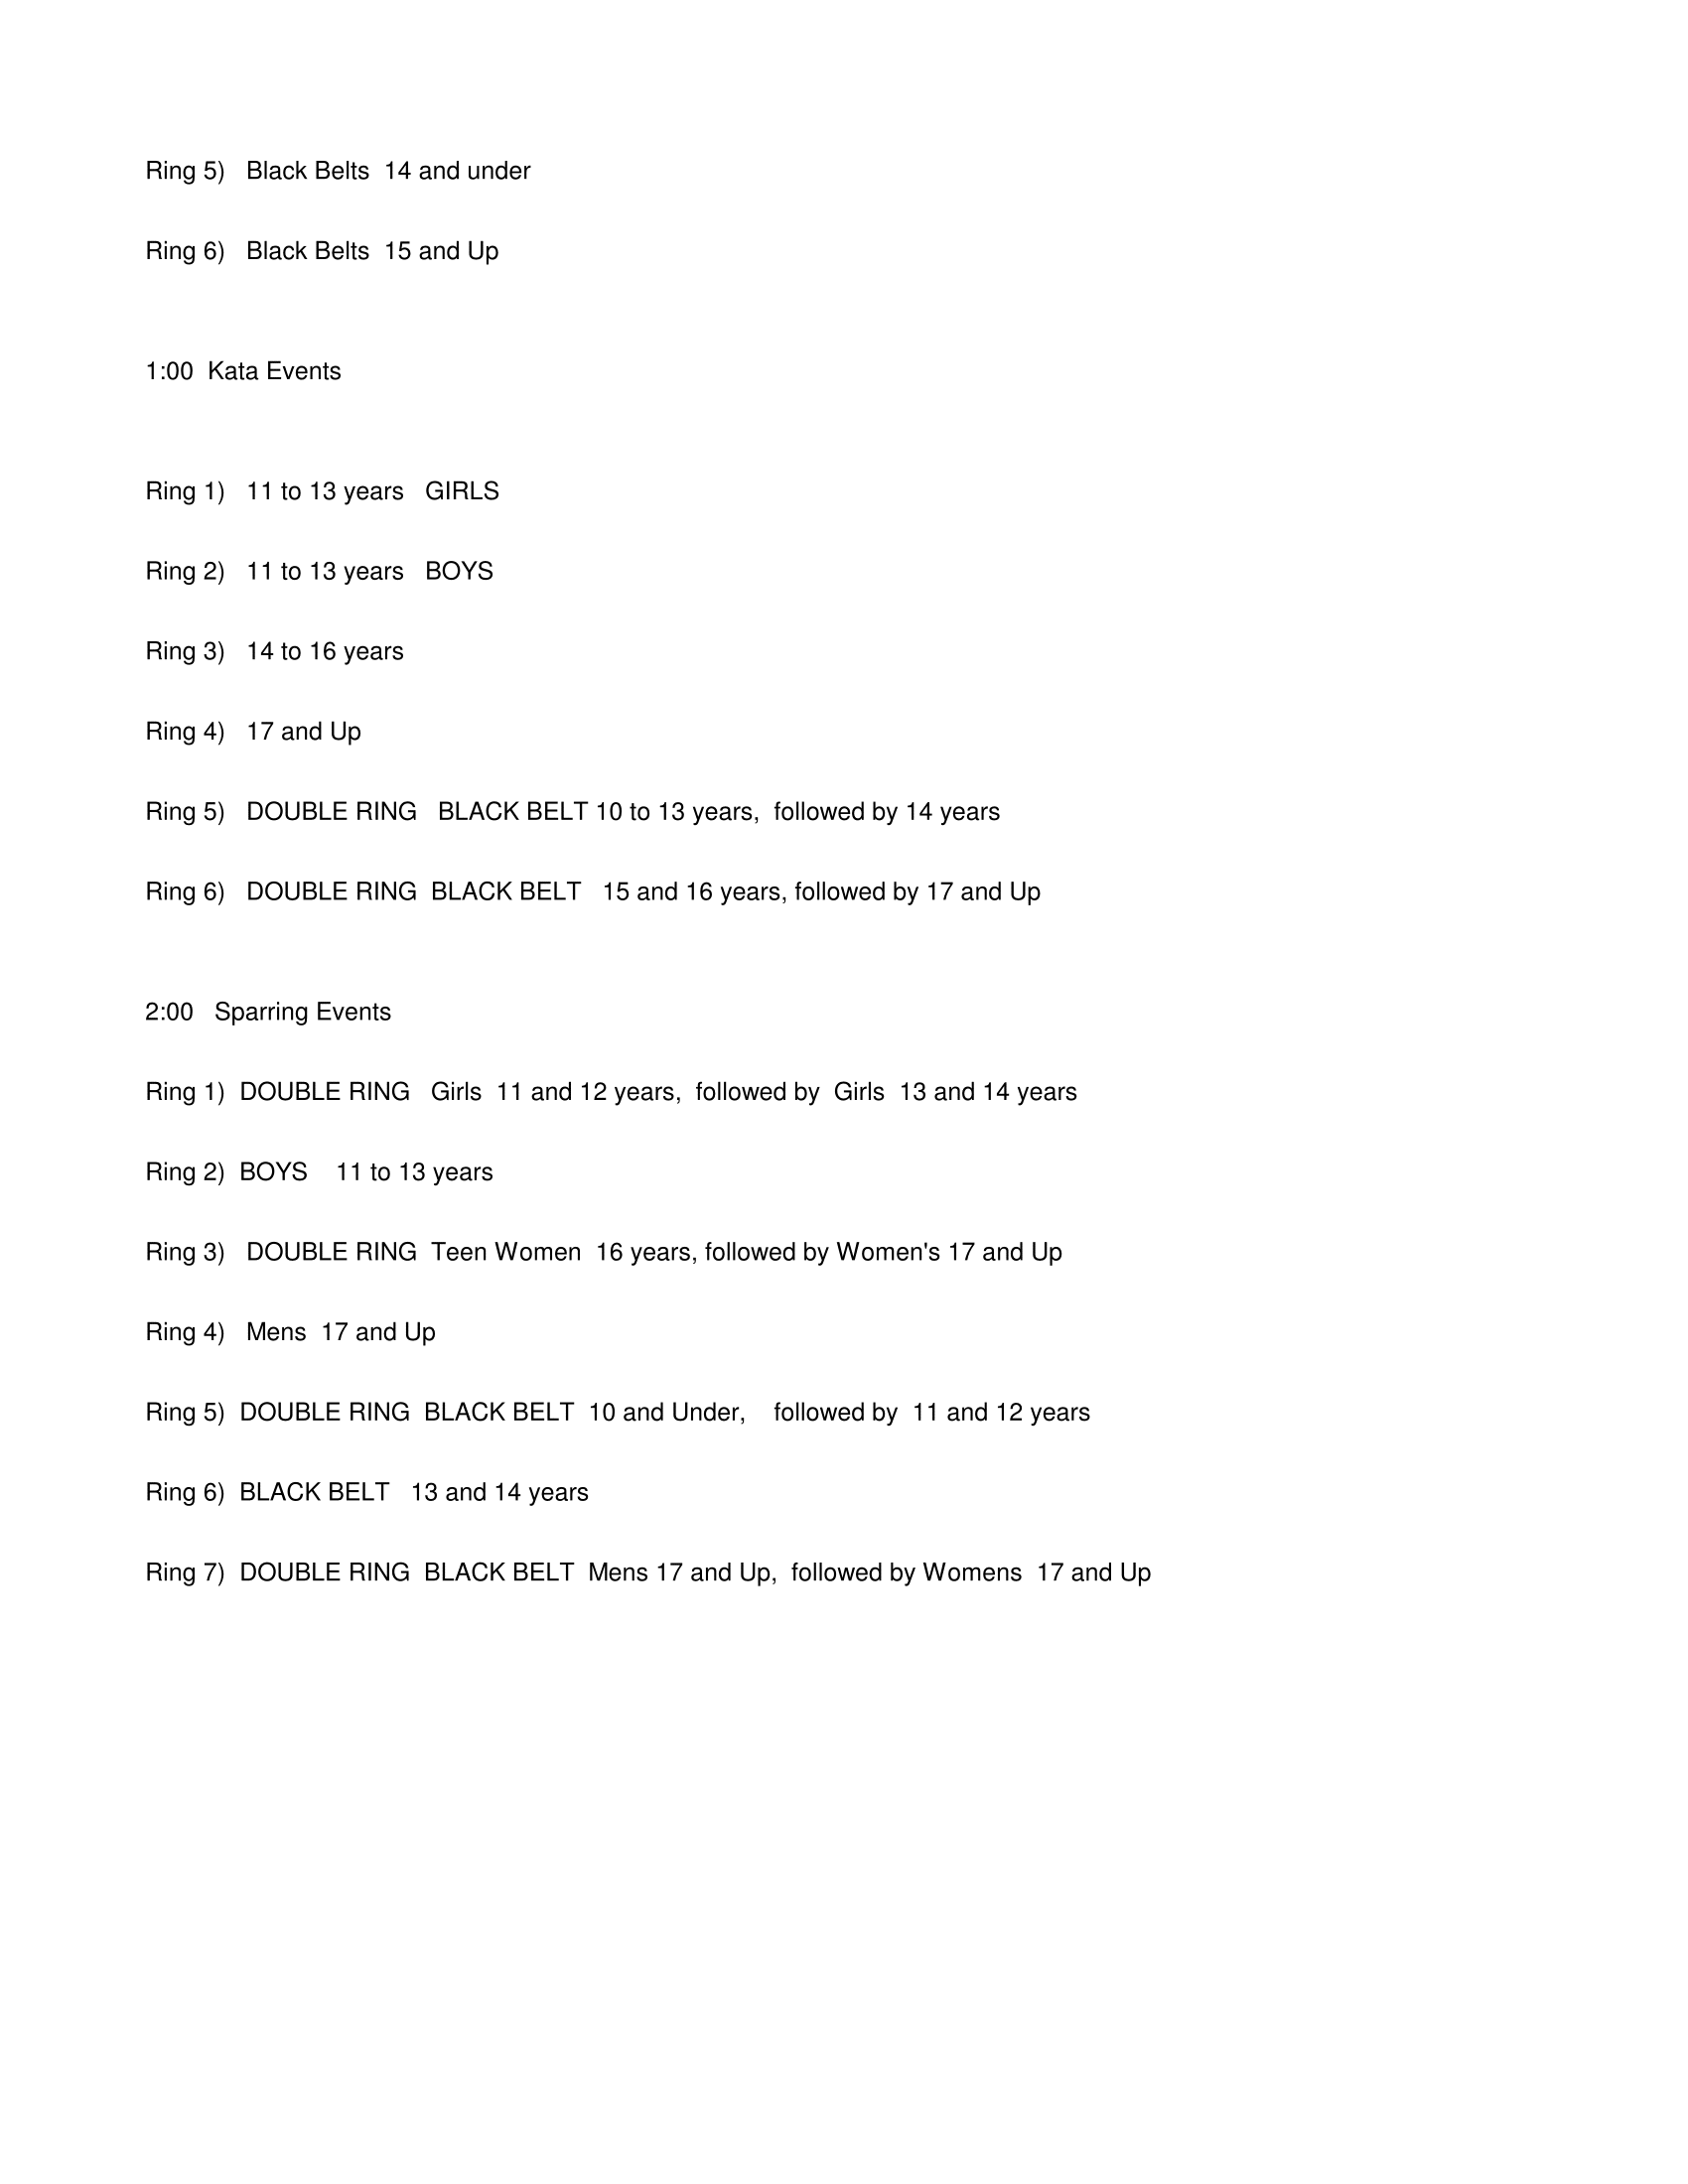 Ring 5)   Black Belts  14 and under
Ring 6)   Black Belts  15 and Up
1:00  Kata Events
Ring 1)   11 to 13 years   GIRLS
Ring 2)   11 to 13 years   BOYS
Ring 3)   14 to 16 years
Ring 4)   17 and Up
Ring 5)   DOUBLE RING   BLACK BELT 10 to 13 years,  followed by 14 years
Ring 6)   DOUBLE RING  BLACK BELT   15 and 16 years, followed by 17 and Up
2:00   Sparring Events
Ring 1)  DOUBLE RING   Girls  11 and 12 years,  followed by  Girls  13 and 14 years
Ring 2)  BOYS    11 to 13 years
Ring 3)   DOUBLE RING  Teen Women  16 years, followed by Women's 17 and Up
Ring 4)   Mens  17 and Up
Ring 5)  DOUBLE RING  BLACK BELT  10 and Under,    followed by  11 and 12 years
Ring 6)  BLACK BELT   13 and 14 years
Ring 7)  DOUBLE RING  BLACK BELT  Mens 17 and Up,  followed by Womens  17 and Up